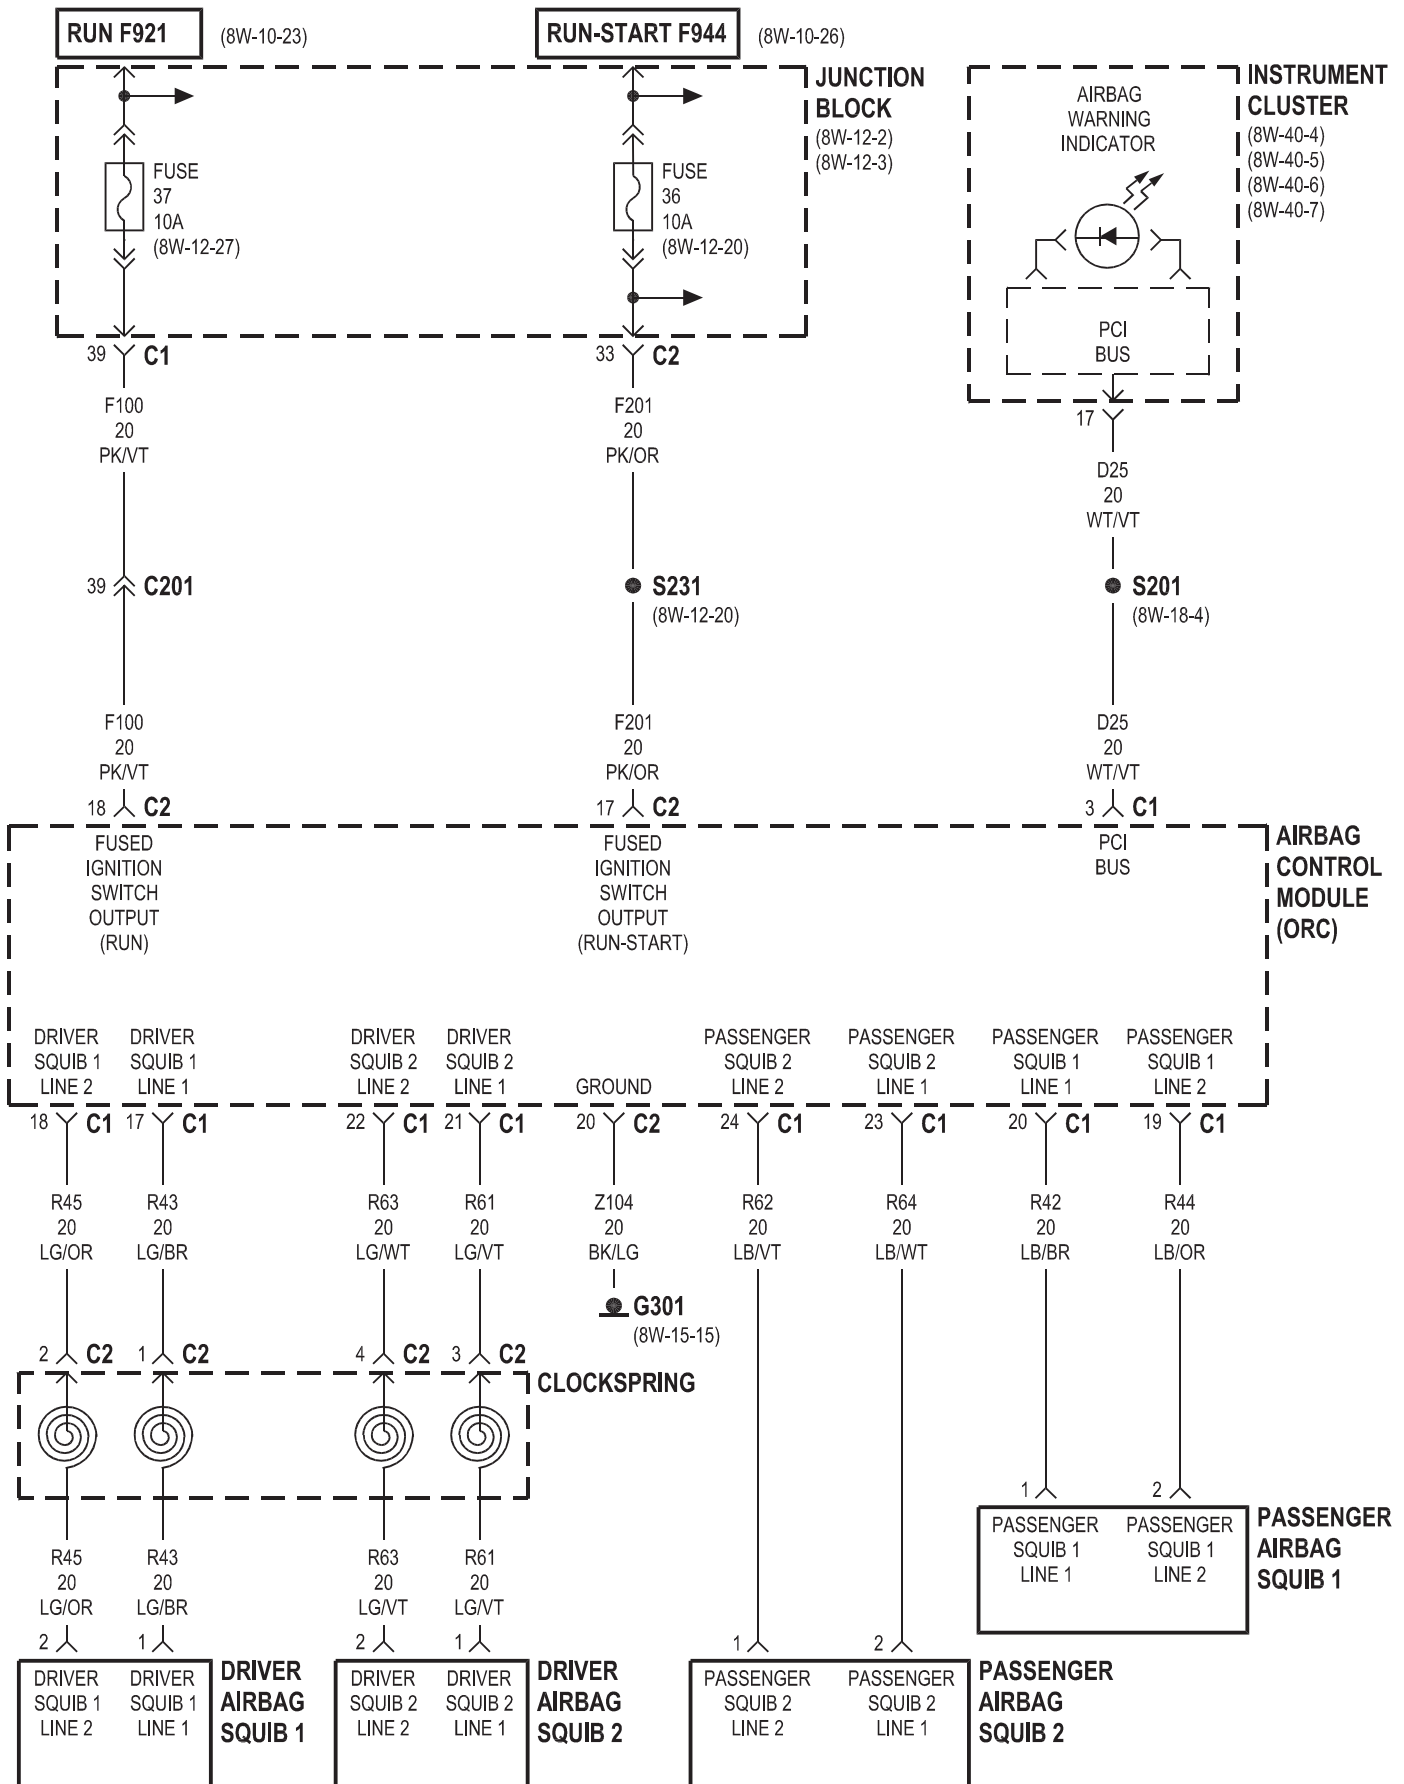 RUN F921
(8W-10-23)
RUN-START F944
(8W-10-26)
JUNCTION
BLOCK
(8W-12-2)
(8W-12-3)
INSTRUMENT
CLUSTER
(8W-40-4)
(8W-40-5)
(8W-40-6)
(8W-40-7)
AIRBAG
WARNING
INDICATOR
FUSE
37
10A
(8W-12-27)
FUSE
36
10A
(8W-12-20)
PCI
BUS
39 C1
33 C2
17
F100
20
PK/VT
F201
20
PK/OR
D25
20
WT/VT
39 C201
S231
(8W-12-20)
S201
(8W-18-4)
F100
20
PK/VT
F201
20
PK/OR
D25
20
WT/VT
18 C2
17 C2
3 C1
FUSED
IGNITION
SWITCH
OUTPUT
(RUN)
FUSED
IGNITION
SWITCH
OUTPUT
(RUN-START)
PCI
BUS
AIRBAG
CONTROL
MODULE
(ORC)
DRIVER
SQUIB 1
LINE 2
DRIVER
SQUIB 1
LINE 1
DRIVER
SQUIB 2
LINE 2
DRIVER
SQUIB 2
LINE 1
GROUND
PASSENGER
SQUIB 2
LINE 2
PASSENGER
SQUIB 2
LINE 1
PASSENGER
SQUIB 1
LINE 1
PASSENGER
SQUIB 1
LINE 2
18 C1
17 C1
22 C1
21 C1
20 C2
24 C1
23 C1
20 C1
19 C1
R45
20
LG/OR
R43
20
LG/BR
R63
20
LG/WT
R61
20
LG/VT
Z104
20
BK/LG
R62
20
LB/VT
R64
20
LB/WT
R42
20
LB/BR
R44
20
LB/OR
G301
(8W-15-15)
2 C2
1 C2
4 C2
3 C2
CLOCKSPRING
1
2
PASSENGER
SQUIB 1
LINE 1
PASSENGER
SQUIB 1
LINE 2
PASSENGER
AIRBAG
SQUIB 1
R45
20
LG/OR
R43
20
LG/BR
R63
20
LG/VT
R61
20
LG/VT
2
1
2
1
1
2
DRIVER
SQUIB 1
LINE 2
DRIVER
SQUIB 1
LINE 1
DRIVER
AIRBAG
SQUIB 1
DRIVER
SQUIB 2
LINE 2
DRIVER
SQUIB 2
LINE 1
DRIVER
AIRBAG
SQUIB 2
PASSENGER
SQUIB 2
LINE 2
PASSENGER
SQUIB 2
LINE 1
PASSENGER
AIRBAG
SQUIB 2